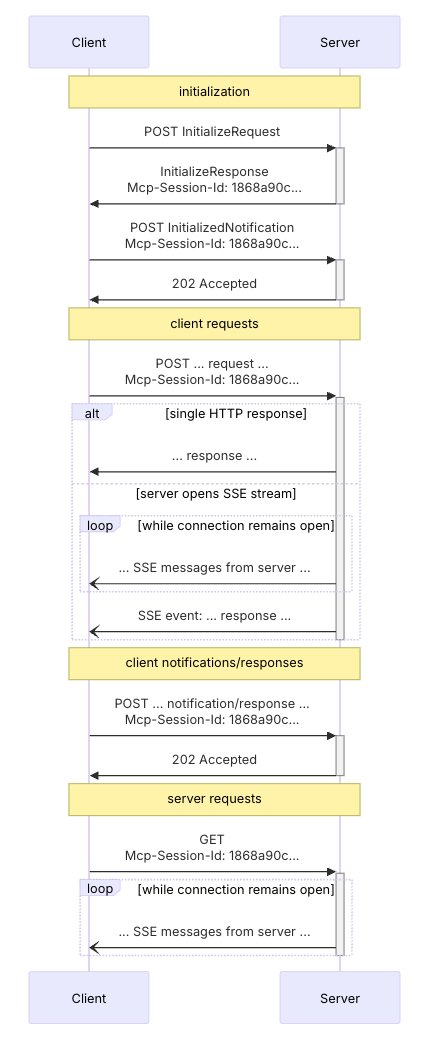 Client
Server
initialization
POST InitializeRequest
InitializeResponse
Mcp-Session-Id: 1868a90c...
POST InitializedNotification
Mcp-Session-Id: 1868a90c...
202 Accepted
client requests
POST ... request ...
Mcp-Session-Id: 1868a90c...
alt
[single HTTP response]
... response ...
[server opens SSE stream]
loop
[while connection remains open]
... SSE messages from server ...
SSE event: ... response ...
client notifications/responses
POST ... notification/response ...
Mcp-Session-Id: 1868a90c...
202 Accepted
server requests
GET
Mcp-Session-Id: 1868a90c...
loop
[while connection remains open]
... SSE messages from server ...
Client
Server